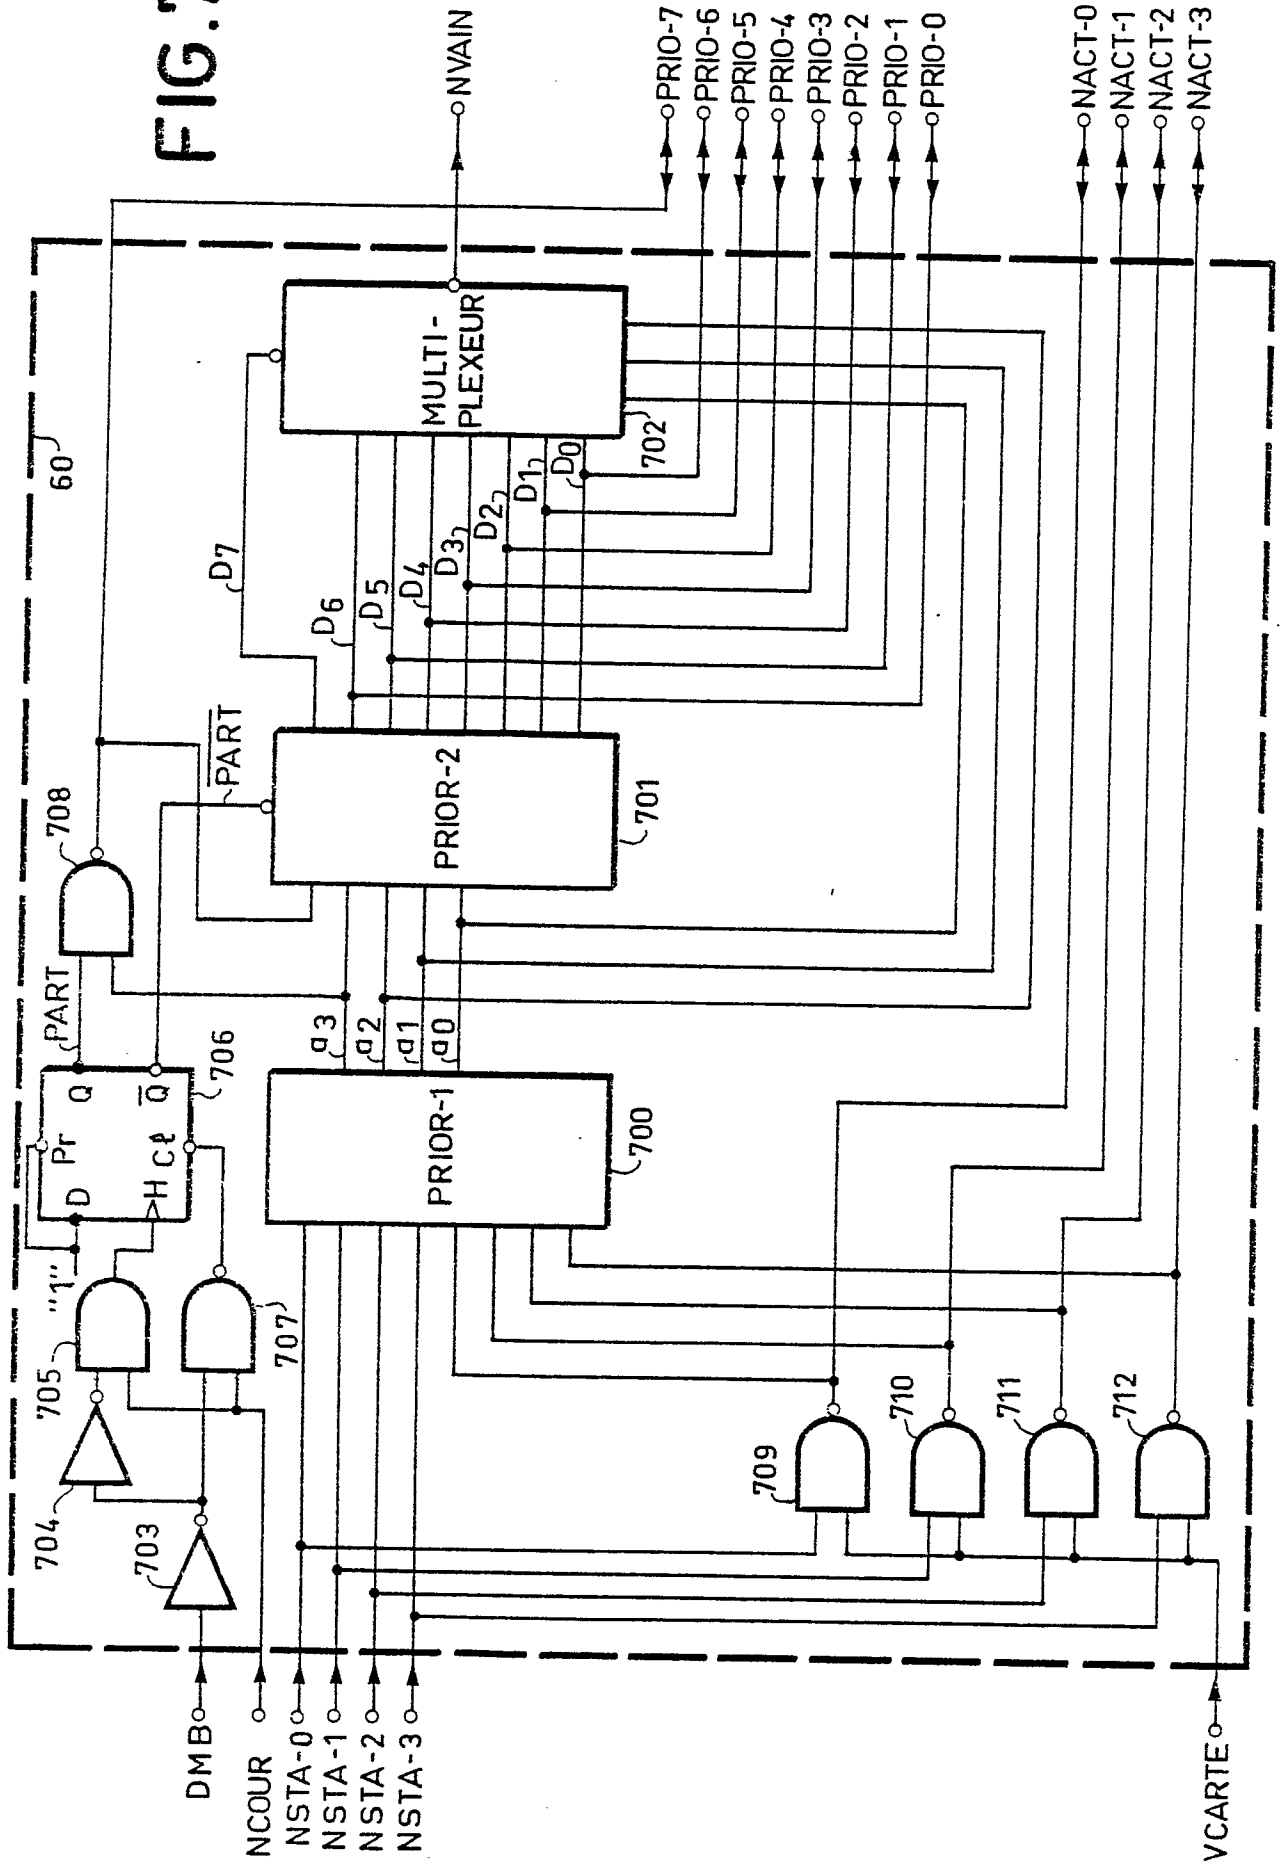 FIG.
60
NVAIN
PRIO-7
PRIO-6
PRIO-5
PRIO-4
PRIO-3
PRIO-2
PRIO-1
PRIO-0
NACT-0
NACT-1
NACT-2
NACT-3
MULTI-
PLEXEUR
702
D7
D6
D5
D4
D3
D2
D1
D0
PART
708
PRIOR-2
701
PART
a3
a2
a1
a0
706
Pr
D
Q
Q
H
Cℓ
PRIOR-1
700
"1"
705
707
704
703
709
710
711
712
DMB
NCOUR
NSTA-0
NSTA-1
NSTA-2
NSTA-3
VCARTE